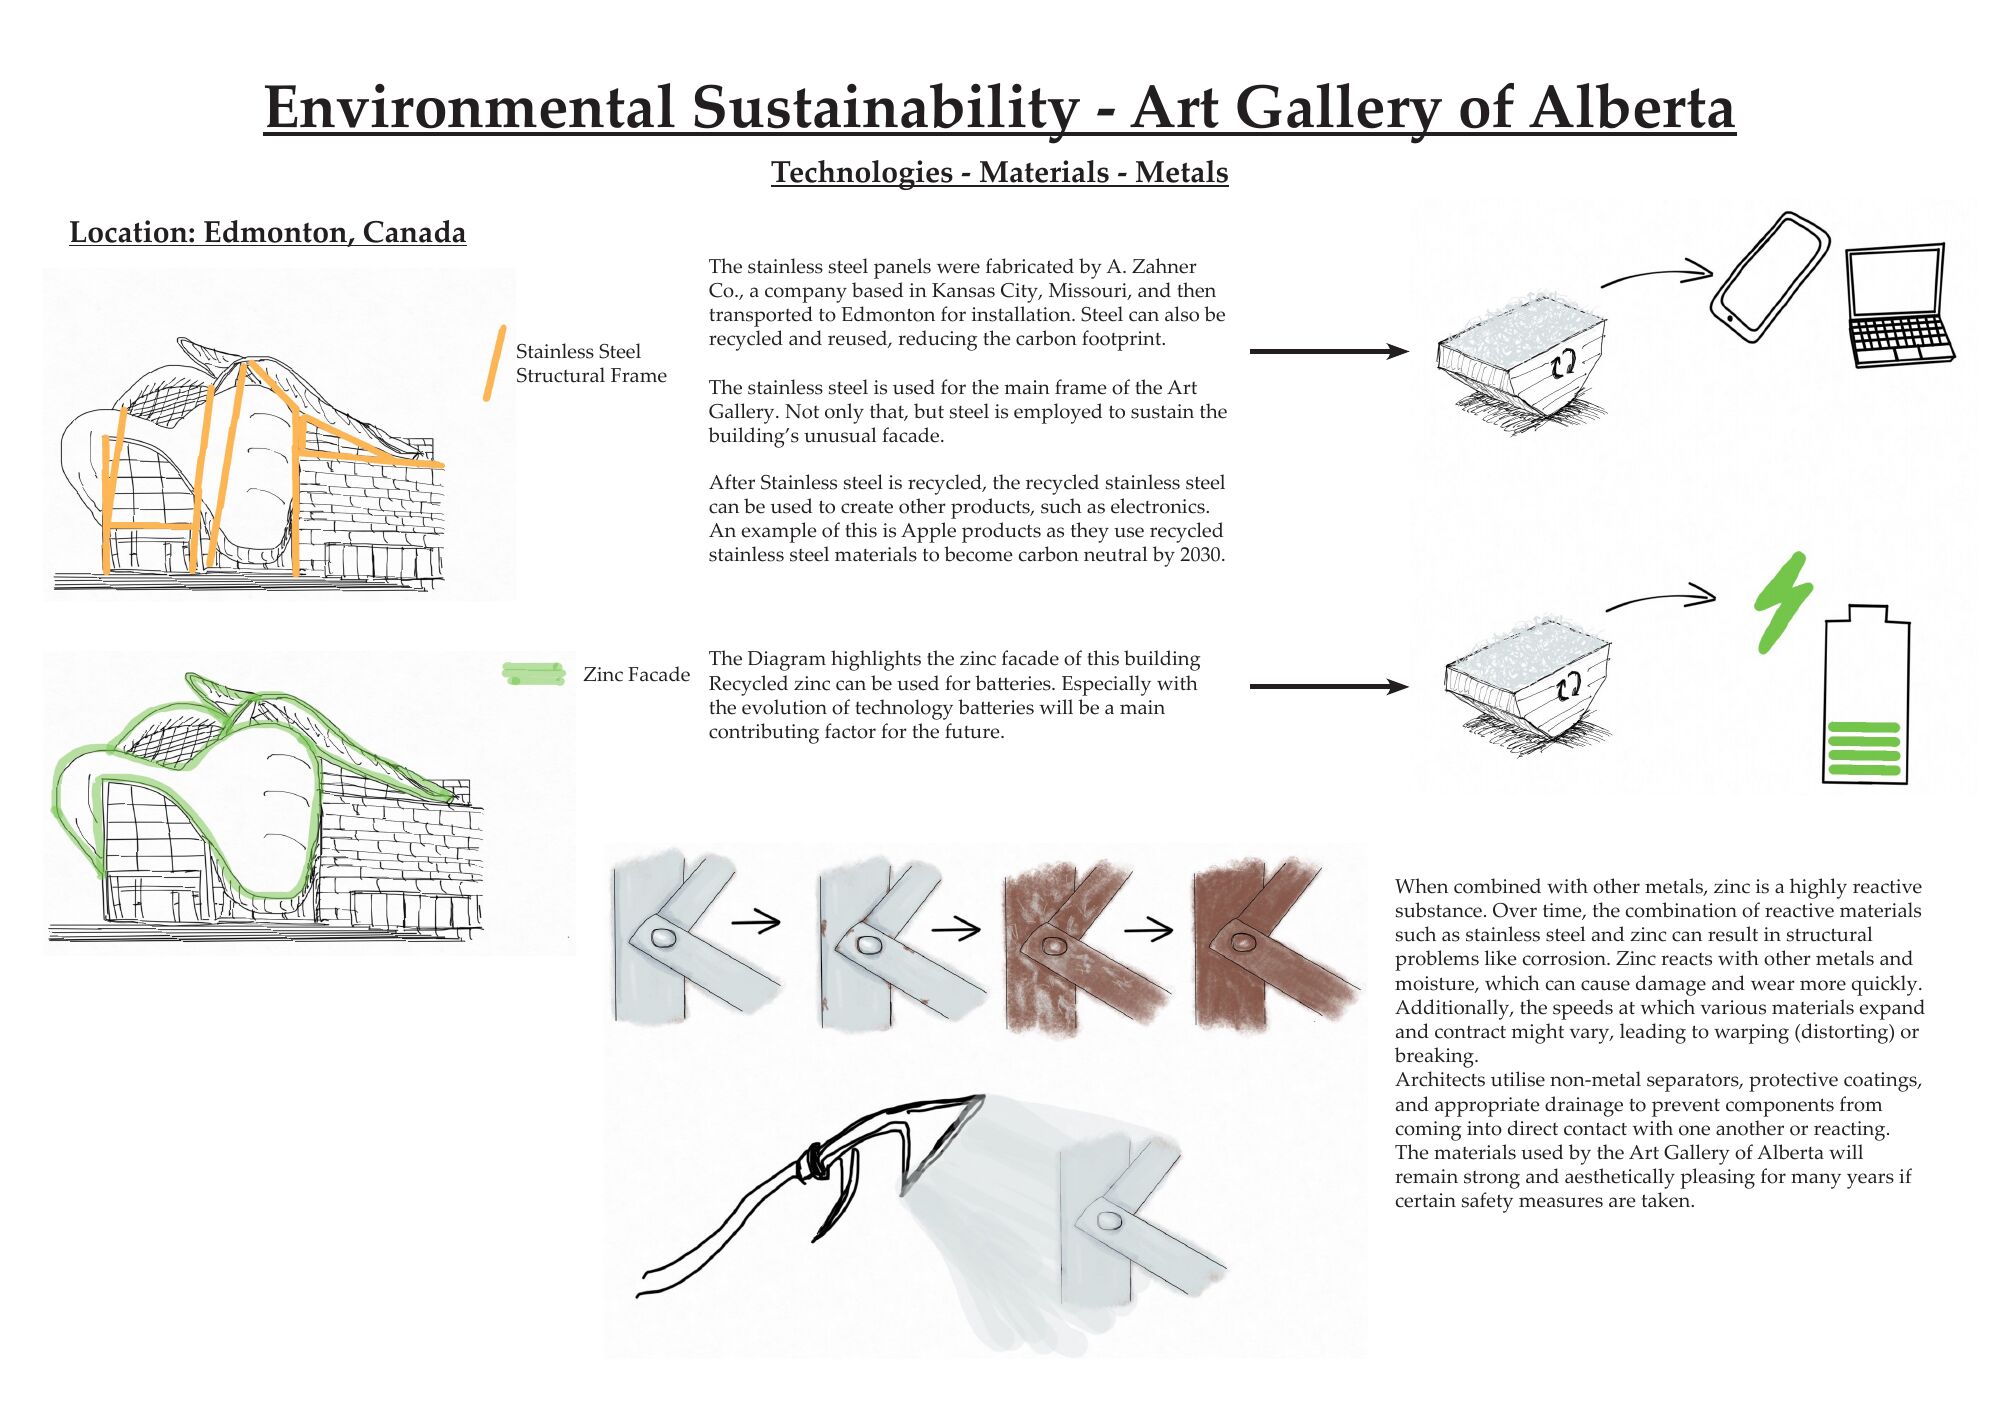 Environmental Sustainability - Art Gallery of Alberta
Technologies - Materials - Metals
Location: Edmonton, Canada
Stainless Steel
Structural Frame
The stainless steel panels were fabricated by A. Zahner
Co., a company based in Kansas City, Missouri, and then
transported to Edmonton for installation. Steel can also be
recycled and reused, reducing the carbon footprint.
The stainless steel is used for the main frame of the Art
Gallery. Not only that, but steel is employed to sustain the
building's unusual facade.
After Stainless steel is recycled, the recycled stainless steel
can be used to create other products, such as electronics.
An example of this is Apple products as they use recycled
stainless steel materials to become carbon neutral by 2030.
Zinc Facade
The Diagram highlights the zinc facade of this building
Recycled zinc can be used for batteries. Especially with
the evolution of technology batteries will be a main
contributing factor for the future.
When combined with other metals, zinc is a highly reactive
substance. Over time, the combination of reactive materials
such as stainless steel and zinc can result in structural
problems like corrosion. Zinc reacts with other metals and
moisture, which can cause damage and wear more quickly.
Additionally, the speeds at which various materials expand
and contract might vary, leading to warping (distorting) or
breaking.
Architects utilise non-metal separators, protective coatings,
and appropriate drainage to prevent components from
coming into direct contact with one another or reacting.
The materials used by the Art Gallery of Alberta will
remain strong and aesthetically pleasing for many years if
certain safety measures are taken.